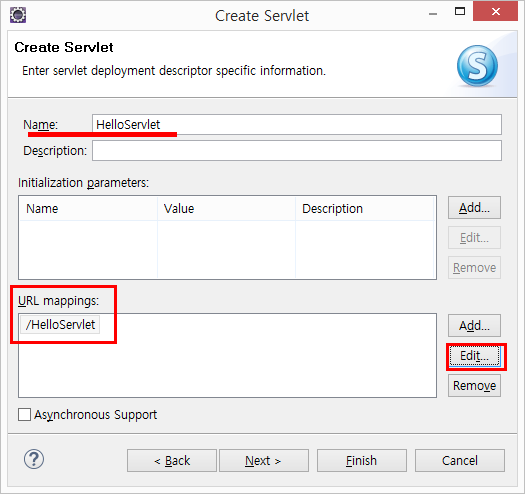 Create Servlet
Create Servlet
Enter servlet deployment descriptor specific information.
S
Name: HelloServlet
Description:
Initialization parameters:
Name Value Description
Add...
Edit...
Remove
URL mappings:
/HelloServlet
Add...
Edit...
Remove
Asynchronous Support
? < Back Next > Finish Cancel